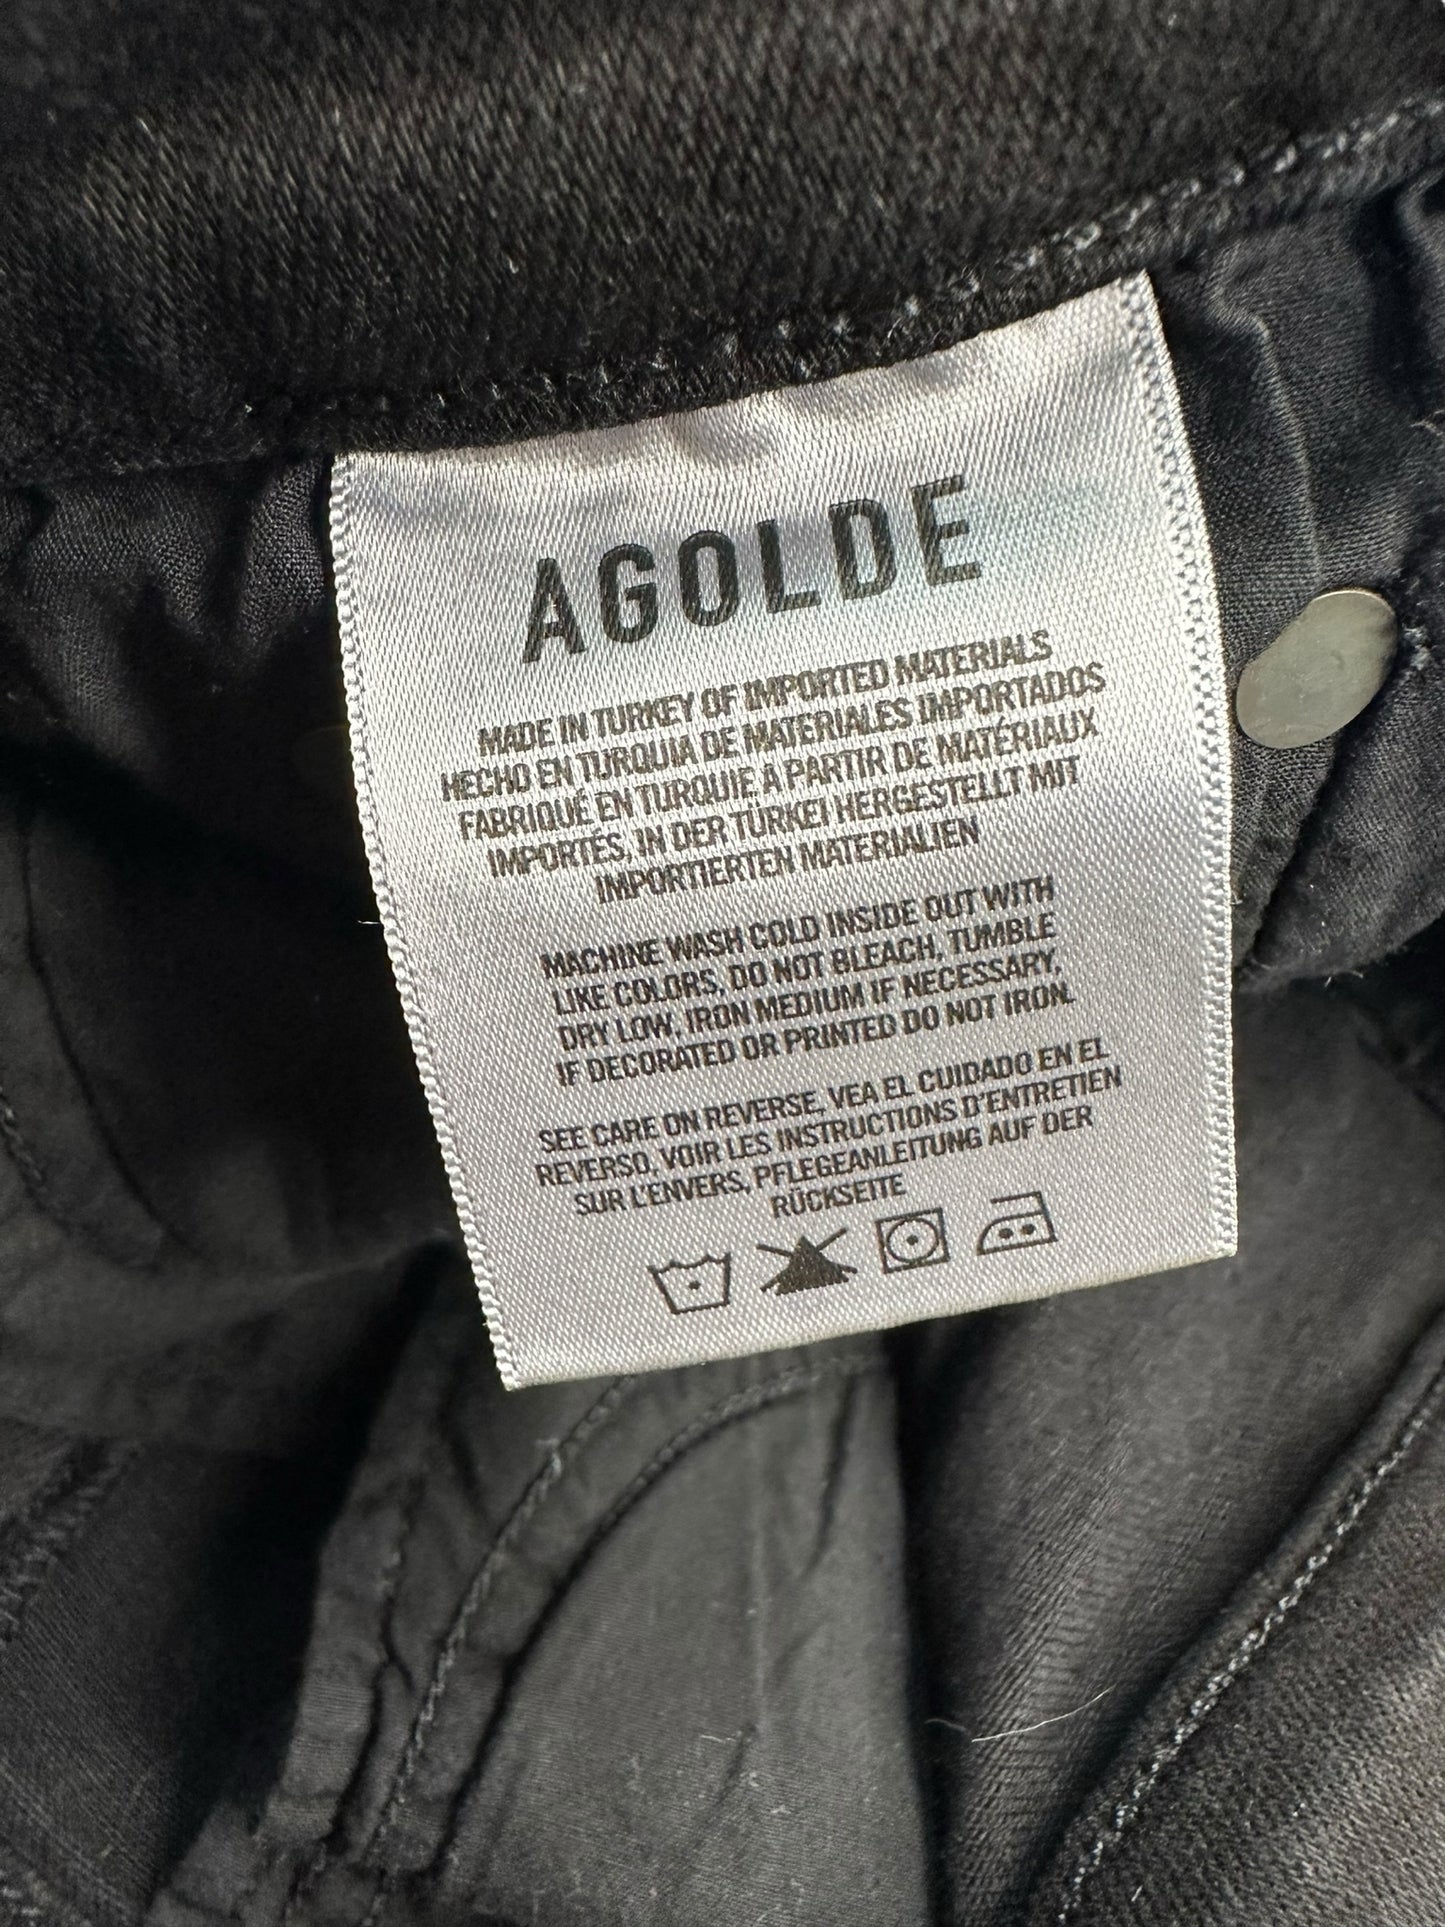 AGOLDE
MADE IN TURKEY OF IMPORTED MATERIALS
HECHO EN TURQUIA DE MATERIALES IMPORTADOS
FABRIQUÉ EN TURQUIE À PARTIR DE MATÉRIAUX
IMPORTÉS, IN DER TÜRKEI HERGESTELLT MIT
IMPORTIERTEN MATERIALIEN
MACHINE WASH COLD INSIDE OUT WITH
LIKE COLORS, DO NOT BLEACH, TUMBLE
DRY LOW, IRON MEDIUM IF NECESSARY,
IF DECORATED OR PRINTED DO NOT IRON.
SEE CARE ON REVERSE, VEA EL CUIDADO EN EL
REVERSO, VOIR LES INSTRUCTIONS D'ENTRETIEN
SUR L'ENVERS, PFLEGEANLEITUNG AUF DER
RÜCKSEITE